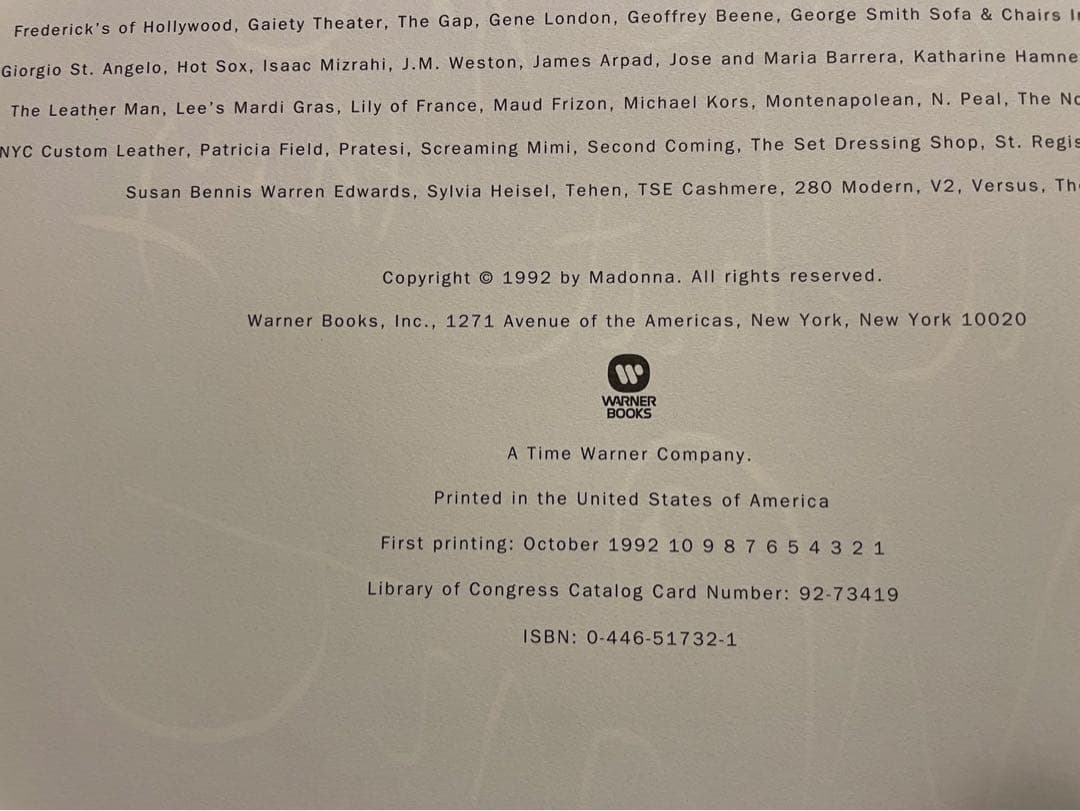 Frederick's of Hollywood, Gaiety Theater, The Gap, Gene London, Geoffrey Beene, George Smith Sofa & Chairs
Giorgio St. Angelo, Hot Sox, Isaac Mizrahi, J.M. Weston, James Arpad, Jose and Maria Barrera, Katharine Hamne
The Leather Man, Lee's Mardi Gras, Lily of France, Maud Frizon, Michael Kors, Montenapolean, N. Peal, The
NYC Custom Leather, Patricia Field, Pratesi, Screaming Mimi, Second Coming, The Set Dressing Shop, St. Regis
Susan Bennis Warren Edwards, Sylvia Heisel, Tehen, TSE Cashmere, 280 Modern, V2, Versus,
Copyright © 1992 by Madonna. All rights reserved.
Warner Books, Inc., 1271 Avenue of the Americas, New York, New York 10020
WARNER
BOOKS
A Time Warner Company.
Printed in the United States of America
First printing: October 1992 10 9 8 7 6 5 4 3 2 1
Library of Congress Catalog Card Number: 92-73419
ISBN: 0-446-51732-1